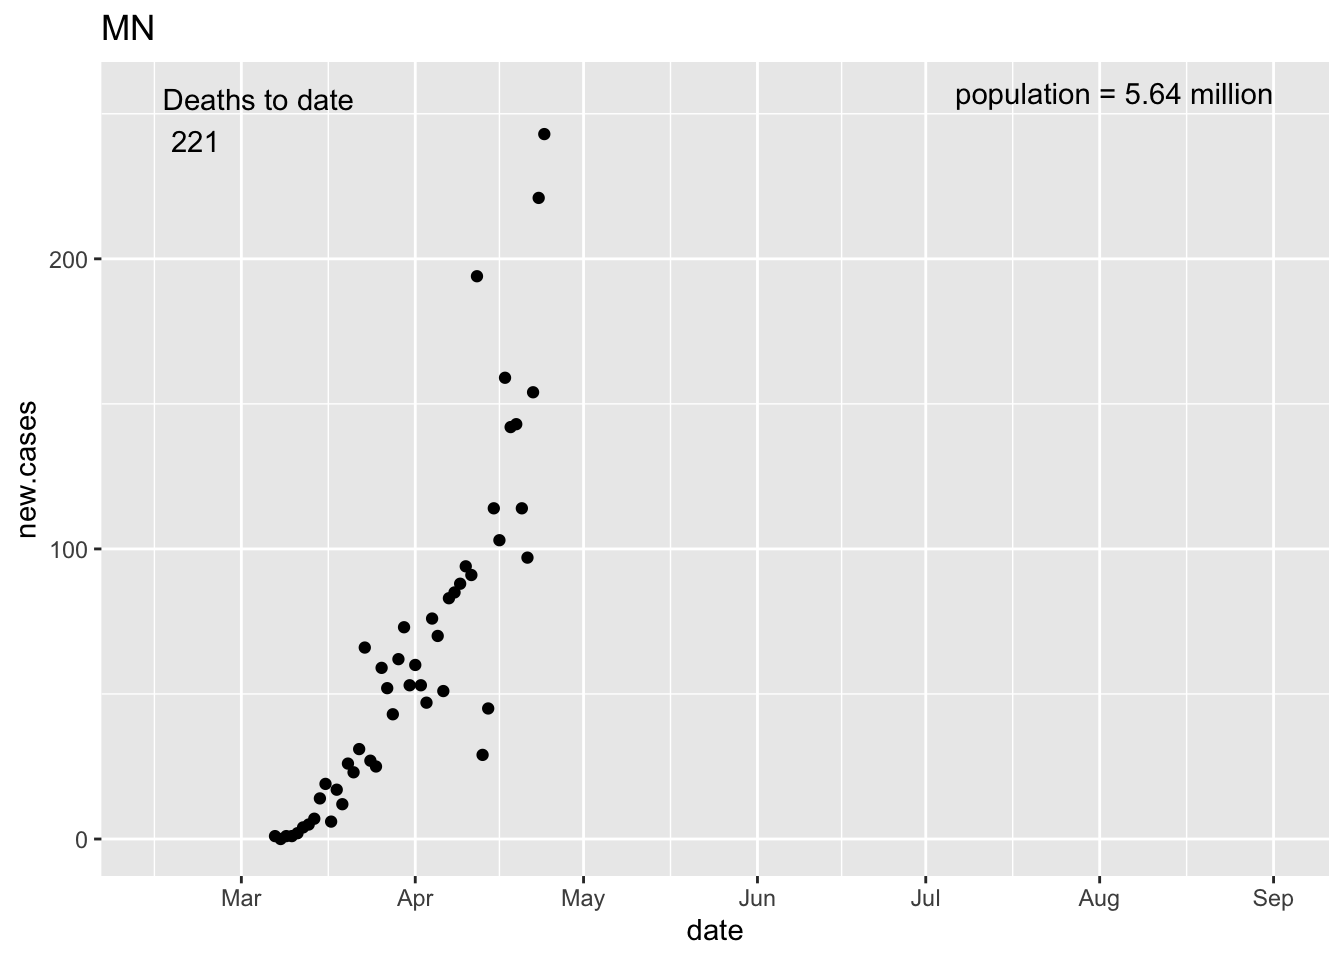 MN
Deaths to date
221
population = 5.64 million
new.cases
200
100
0
Mar Apr May Jun Jul Aug Sep
date